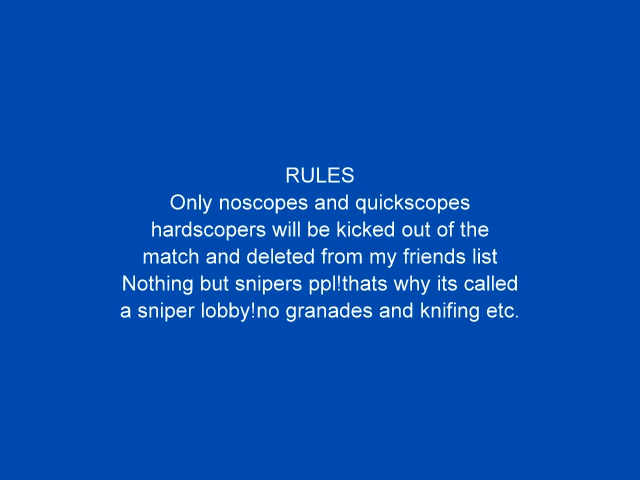 RULES
Only noscopes and quickscopes
hardscopers will be kicked out of the
match and deleted from my friends list
Nothing but snipers ppl!thats why its called
a sniper lobby!no granades and knifing etc.